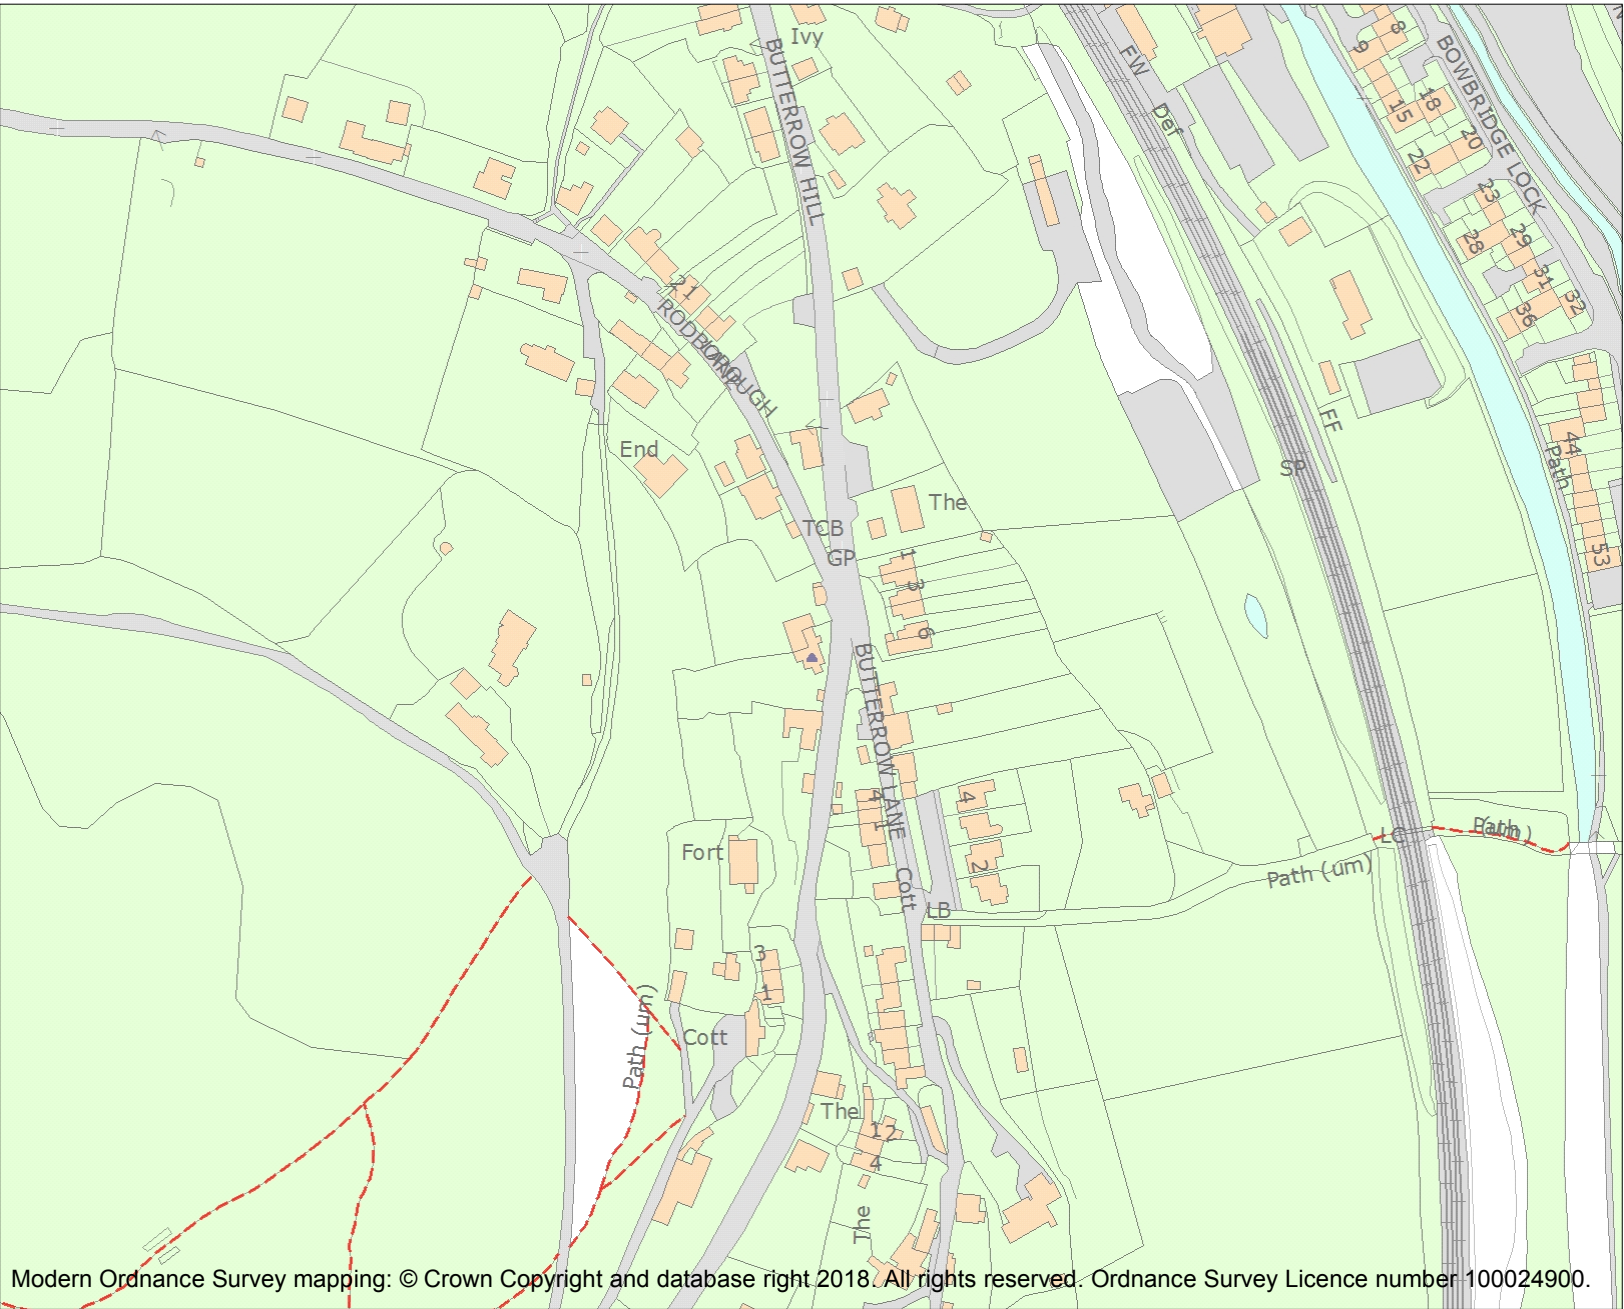 Ivy
BUTTERROW HILL
FW
Def
9
8
15
18
BOWBRIDGE LOCK
20
22
23
28
29
31
32
36
21
RODBOROUGH
LANE
FF
44
Path
SP
53
End
The
TCB
GP
1
3
6
BUTTERROW LANE
4
1
4
2
Cott
LB
Fort
LC
Path (um)
Path (um)
3
1
Cott
Path (um)
The
12
4
The
Modern Ordnance Survey mapping: © Crown Copyright and database right 2018. All rights reserved. Ordnance Survey Licence number 100024900.